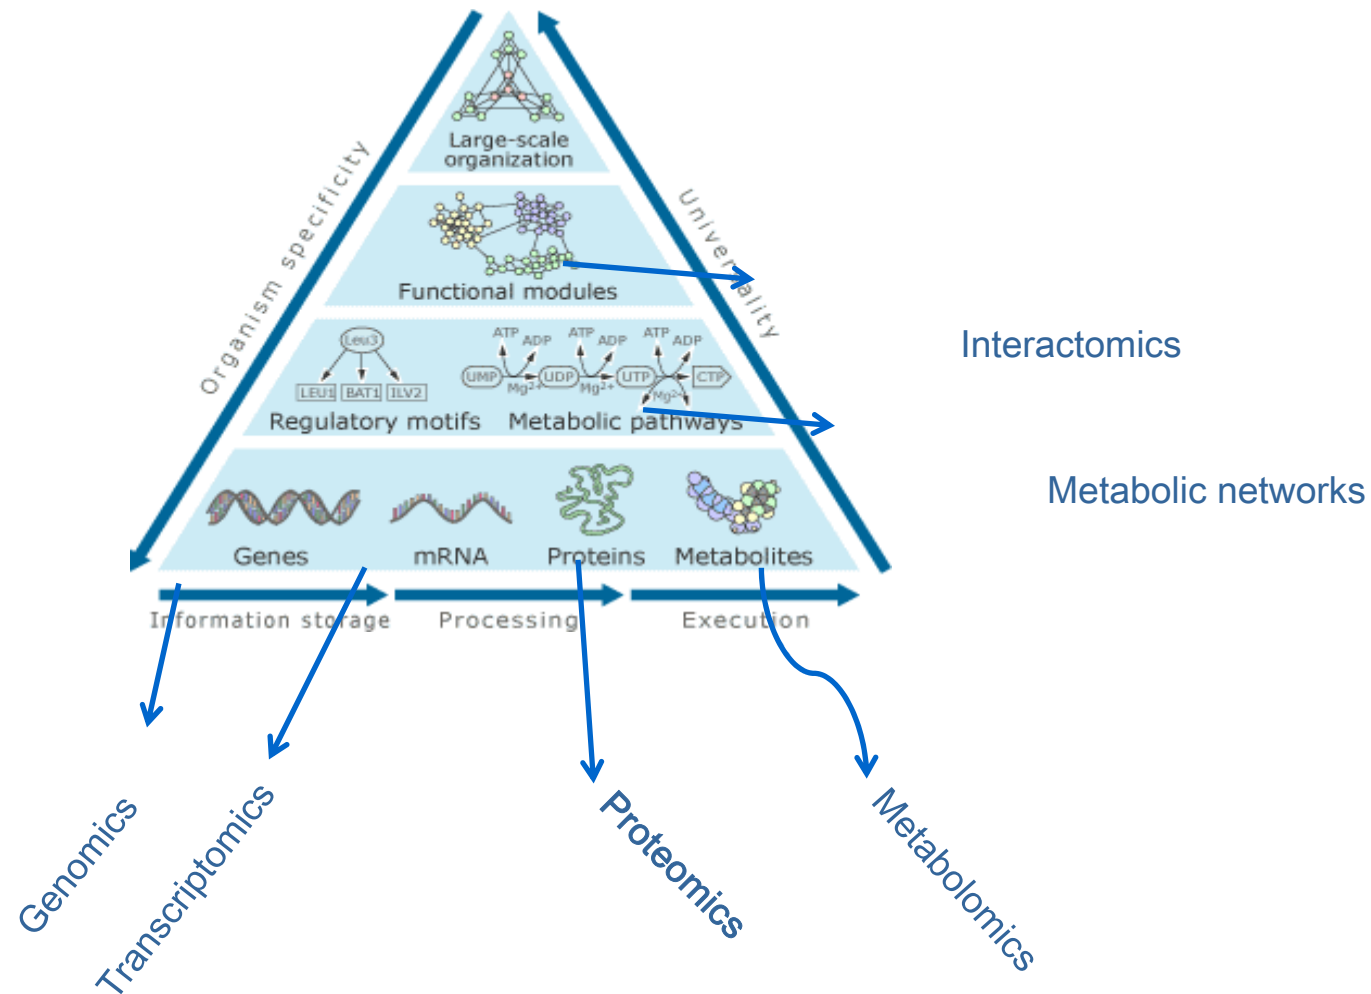 Large-scale
organization
Organism specificity
Universality
Functional modules
Interactomics
Leu3
LEU1 BAT1 ILV2
ATP ADP ATP ADP ATP ADP
UMP Mg2+ UDP Mg2+ UTP Mg2+ CTP
Regulatory motifs Metabolic pathways
Metabolic networks
Genes mRNA Proteins Metabolites
Information storage Processing Execution
Genomics
Transcriptomics
Proteomics
Metabolomics